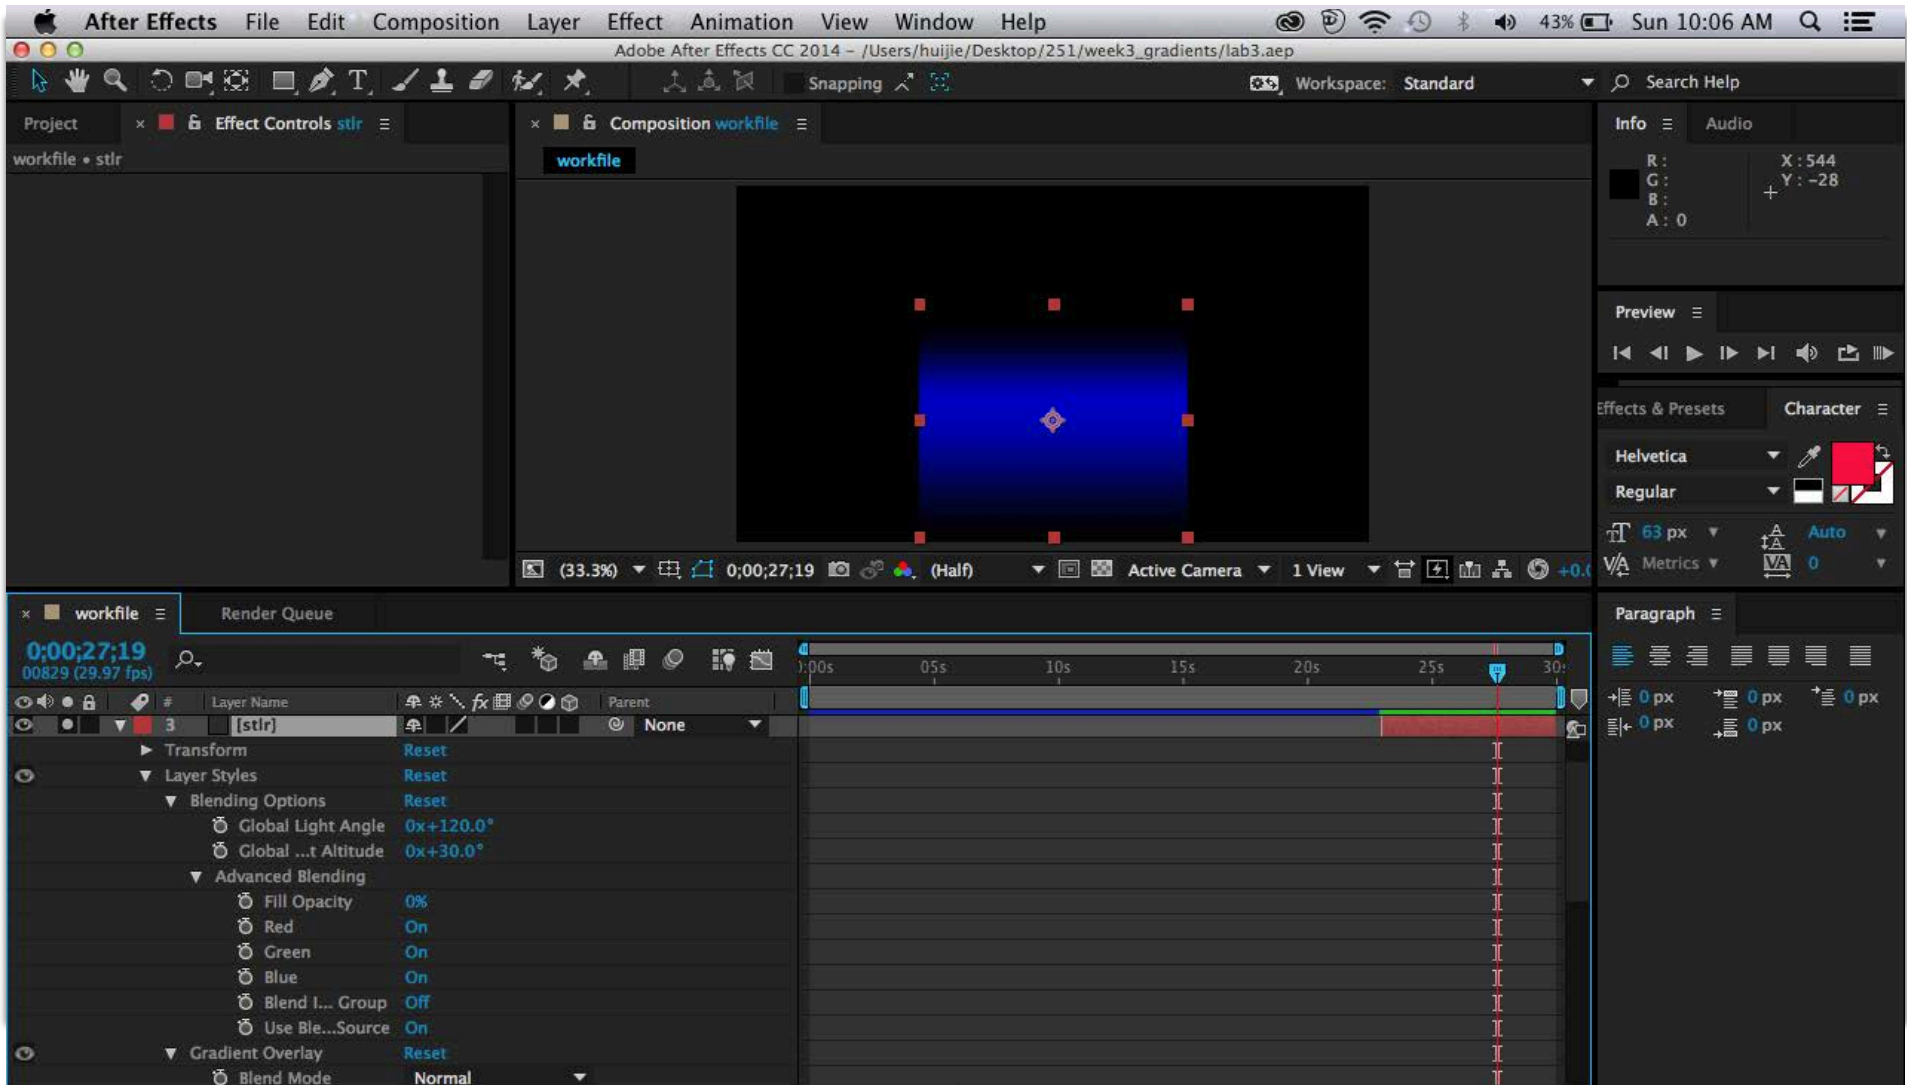 After Effects File Edit Composition Layer Effect Animation View Window Help 43% Sun 10:06 AM
Adobe After Effects CC 2014 – /Users/huijie/Desktop/251/week3_gradients/lab3.aep
T Snapping Workspace: Standard Search Help
Project × Effect Controls stlr
× Composition workfile
Info Audio
workfile • stlr
workfile
R : X : 544
G : Y : -28
B :
A : 0
Preview
Effects & Presets Character
Helvetica
Regular
63 px Auto
Metrics 0
(33.3%) 0;00;27;19 (Half) Active Camera 1 View +0.0
× workfile Render Queue
Paragraph
0;00;27;19
00829 (29.97 fps)
):00s 05s 10s 15s 20s 25s 30:
# Layer Name fx Parent
0 px 0 px 0 px
0 px 0 px
3 [stlr] None
Transform Reset
Layer Styles Reset
Blending Options Reset
Global Light Angle 0x+120.0°
Global ...t Altitude 0x+30.0°
Advanced Blending
Fill Opacity 0%
Red On
Green On
Blue On
Blend I... Group Off
Use Ble...Source On
Gradient Overlay Reset
Blend Mode Normal